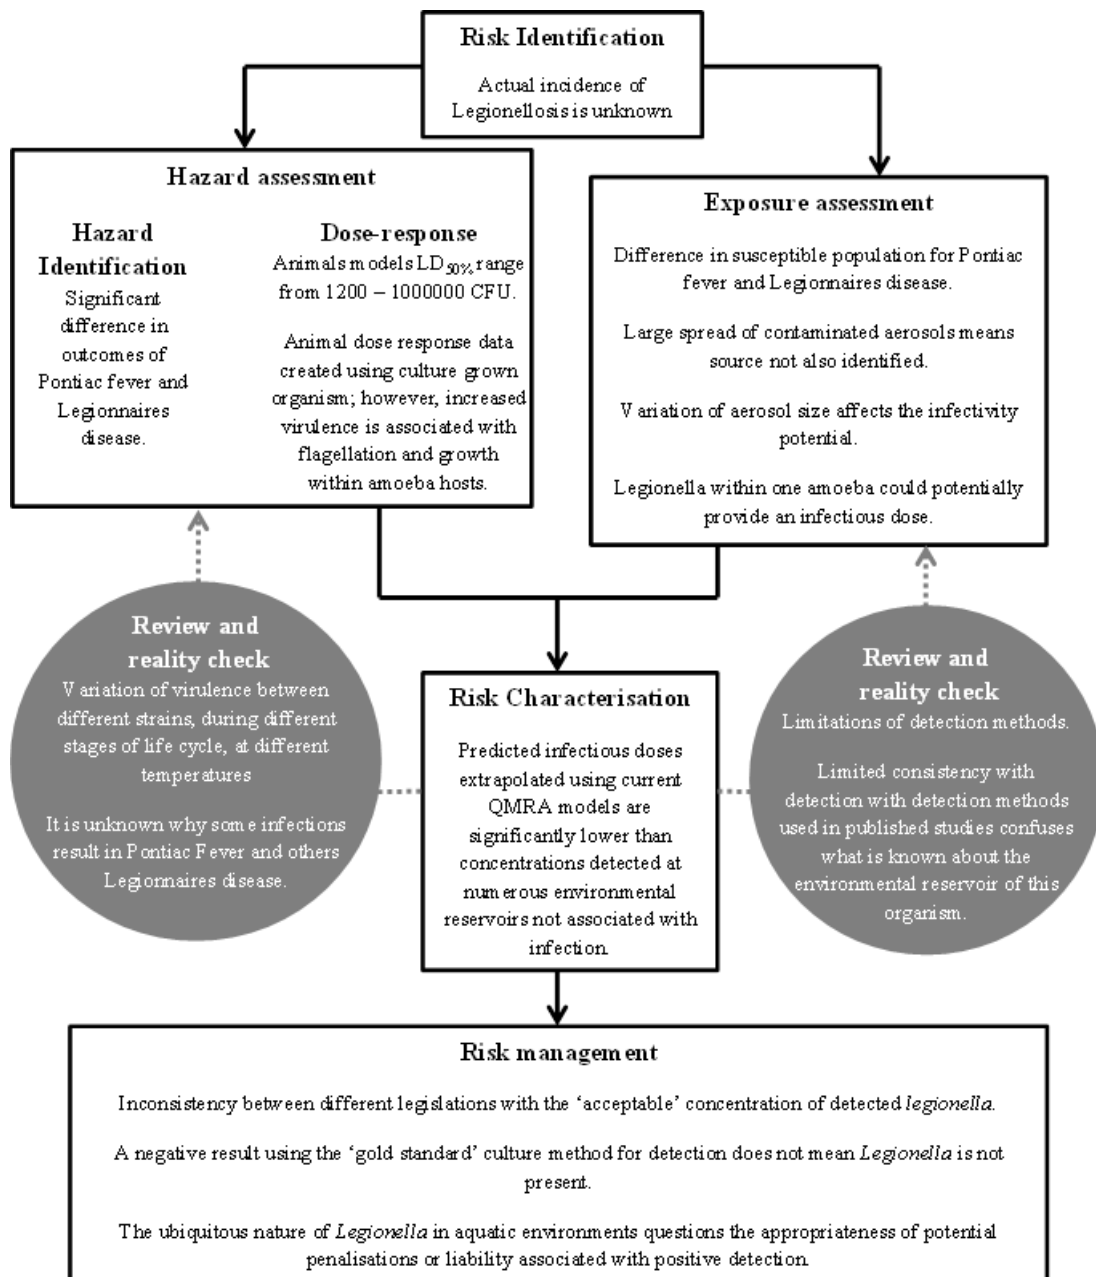 Risk Identification
Actual incidence of
Legionellosis is unknown
Hazard assessment
Hazard
Identification
Significant
difference in
outcomes of
Pontiac fever and
Legionnaires
disease.
Dose-response
Animals models LD50% range
from 1200 – 1000000 CFU.
Animal dose response data
created using culture grown
organism; however, increased
virulence is associated with
flagellation and growth
within amoeba hosts.
Exposure assessment
Difference in susceptible population for Pontiac
fever and Legionnaires disease.
Large spread of contaminated aerosols means
source not also identified.
Variation of aerosol size affects the infectivity
potential.
Legionella within one amoeba could potentially
provide an infectious dose.
Review and
reality check
Variation of virulence between
different strains, during different
stages of life cycle, at different
temperatures
It is unknown why some infections
result in Pontiac Fever and others
Legionnaires disease.
Risk Characterisation
Predicted infectious doses
extrapolated using current
QMRA models are
significantly lower than
concentrations detected at
numerous environmental
reservoirs not associated with
infection.
Review and
reality check
Limitations of detection methods.
Limited consistency with
detection with detection methods
used in published studies confuses
what is known about the
environmental reservoir of this
organism.
Risk management
Inconsistency between different legislations with the ‘acceptable’ concentration of detected legionella.
A negative result using the ‘gold standard’ culture method for detection does not mean Legionella is not
present.
The ubiquitous nature of Legionella in aquatic environments questions the appropriateness of potential
penalisations or liability associated with positive detection.